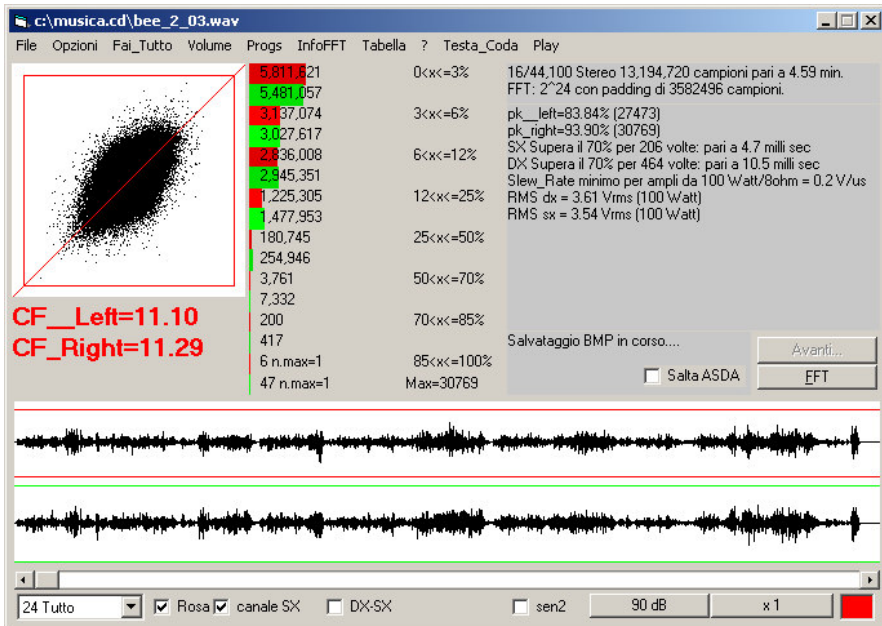 c:\musica.cd\bee_2_03.wav
File Opzioni Fai_Tutto Volume Progs InfoFFT Tabella ? Testa_Coda Play
5,811,621 0<x<=3%
5,481,057
3,137,074 3<x<=6%
3,027,617
2,836,008 6<x<=12%
2,945,351
1,225,305 12<x<=25%
1,477,953
180,745 25<x<=50%
254,946
3,761 50<x<=70%
7,332
200 70<x<=85%
417
6 n.max=1 85<x<=100%
47 n.max=1 Max=30769
CF__Left=11.10
CF_Right=11.29
16/44,100 Stereo 13,194,720 campioni pari a 4.59 min.
FFT: 2^24 con padding di 3582496 campioni.
pk__left=83.84% (27473)
pk_right=93.90% (30769)
SX Supera il 70% per 206 volte: pari a 4.7 milli sec
DX Supera il 70% per 464 volte: pari a 10.5 milli sec
Slew_Rate minimo per ampli da 100 Watt/8ohm = 0.2 V/us
RMS dx = 3.61 Vrms (100 Watt)
RMS sx = 3.54 Vrms (100 Watt)
Salvataggio BMP in corso....
Avanti...
Salta ASDA
FFT
24 Tutto Rosa canale SX DX-SX sen2 90 dB x 1